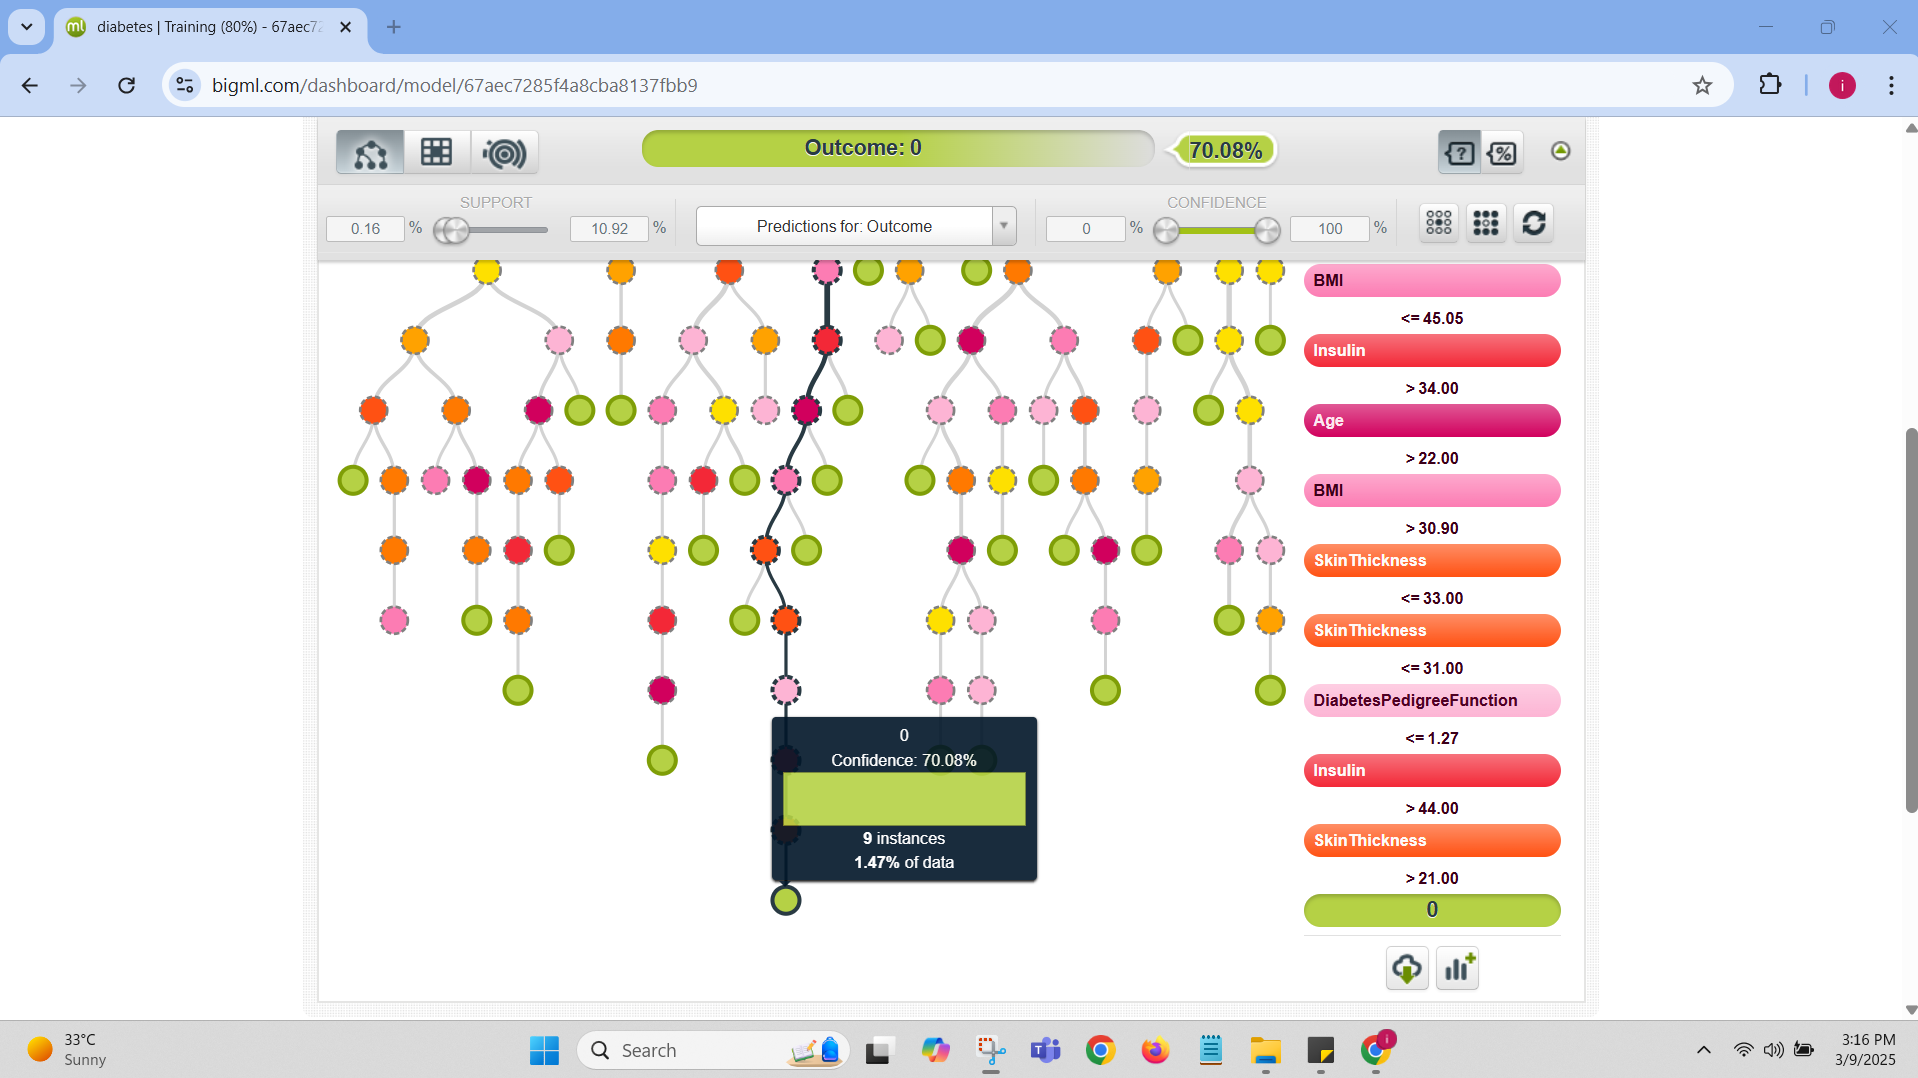 diabetes | Training (80%) - 67aec72
bigml.com/dashboard/model/67aec7285f4a8cba8137fbb9
i
Outcome: 0
70.08%
SUPPORT
0.16 %
10.92 %
Predictions for: Outcome
CONFIDENCE
0 %
100 %
BMI
<= 45.05
Insulin
> 34.00
Age
> 22.00
BMI
> 30.90
SkinThickness
<= 33.00
SkinThickness
<= 31.00
DiabetesPedigreeFunction
<= 1.27
Insulin
> 44.00
SkinThickness
> 21.00
0
0
Confidence: 70.08%
9 instances
1.47% of data
33°C
Sunny
Search
i
3:16 PM
3/9/2025